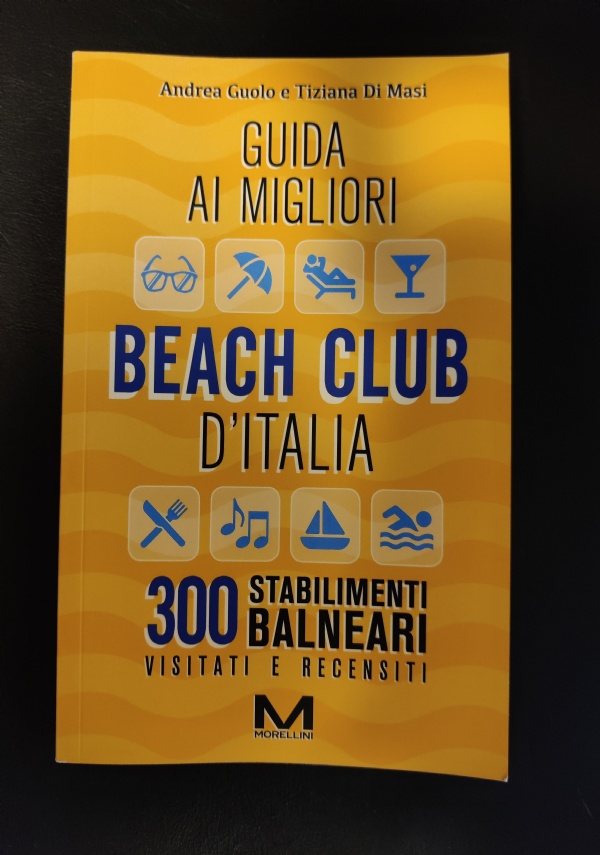 Andrea Guolo e Tiziana Di Masi
GUIDA
AI MIGLIORI
BEACH CLUB
D'ITALIA
300 STABILIMENTI
BALNEARI
VISITATI E RECENSITI
M
MORELLINI